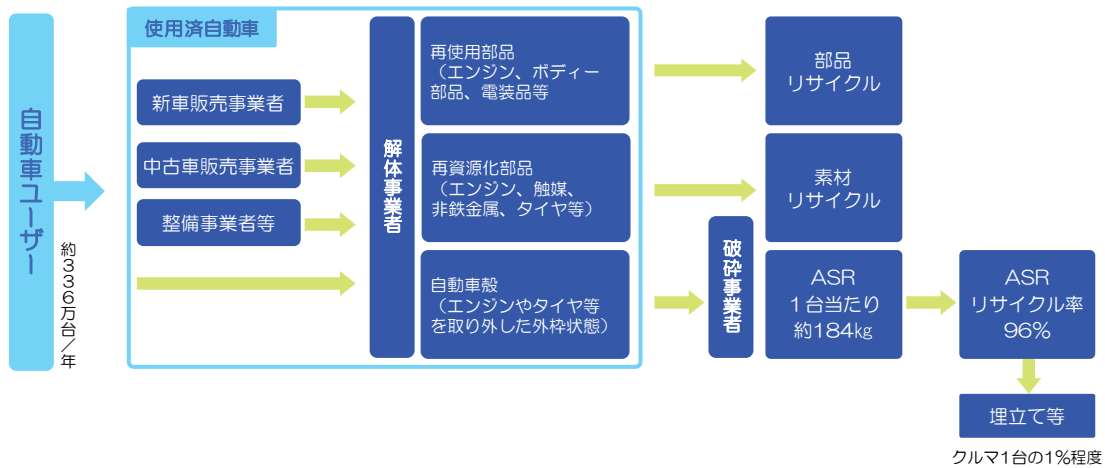 自動車ユーザー
約336万台／年
使用済自動車
新車販売事業者
中古車販売事業者
整備事業者等
解体事業者
再使用部品
（エンジン、ボディー
部品、電装品等
再資源化部品
（エンジン、触媒、
非鉄金属、タイヤ等）
自動車殻
（エンジンやタイヤ等
を取り外した外枠状態）
破砕事業者
部品
リサイクル
素材
リサイクル
ASR
1台当たり
約184㎏
ASR
リサイクル率
96%
埋立て等
クルマ1台の1%程度